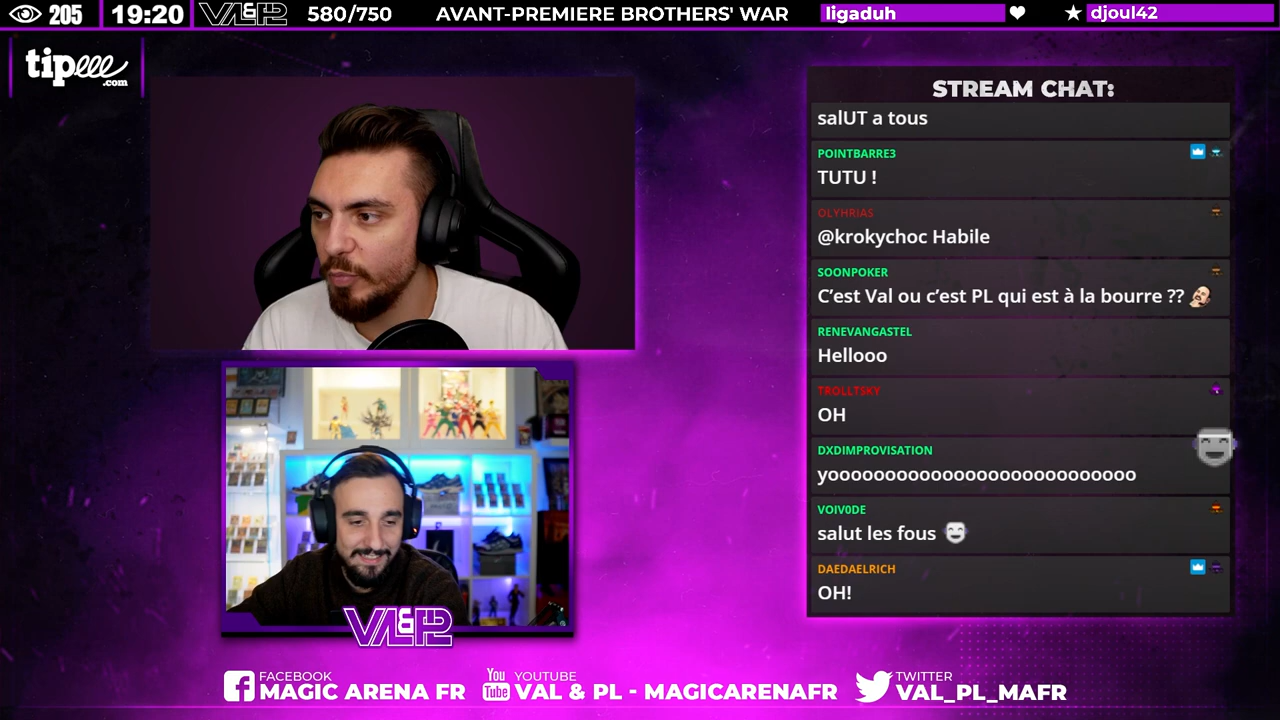 205
19:20
VAL&PL
580/750
AVANT-PREMIERE BROTHERS' WAR
ligaduh
djoul42
tipeee
.com
STREAM CHAT:
salUT a tous
POINTBARRE3
TUTU !
OLYHRIAS
@krokychoc Habile
SOONPOKER
C'est Val ou c'est PL qui est à la bourre ??
RENEVANGASTEL
Hellooo
TROLLTSKY
OH
DXDIMPROVISATION
yooooooooooooooooooooooooooo
VOIV0DE
salut les fous
DAEDAELRICH
OH!
VAL&PL
FACEBOOK
MAGIC ARENA FR
You
Tube
YOUTUBE
VAL & PL - MAGICARENAFR
TWITTER
VAL_PL_MAFR